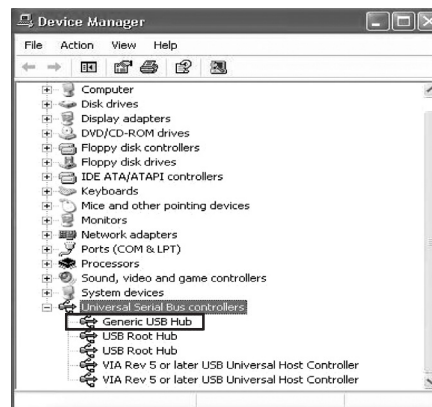 Device Manager
File Action View Help
Computer
Disk drives
Display adapters
DVD/CD-ROM drives
Floppy disk controllers
Floppy disk drives
IDE ATA/ATAPI controllers
Keyboards
Mice and other pointing devices
Monitors
Network adapters
Ports (COM & LPT)
Processors
Sound, video and game controllers
System devices
Universal Serial Bus controllers
Generic USB Hub
USB Root Hub
USB Root Hub
VIA Rev 5 or later USB Universal Host Controller
VIA Rev 5 or later USB Universal Host Controller